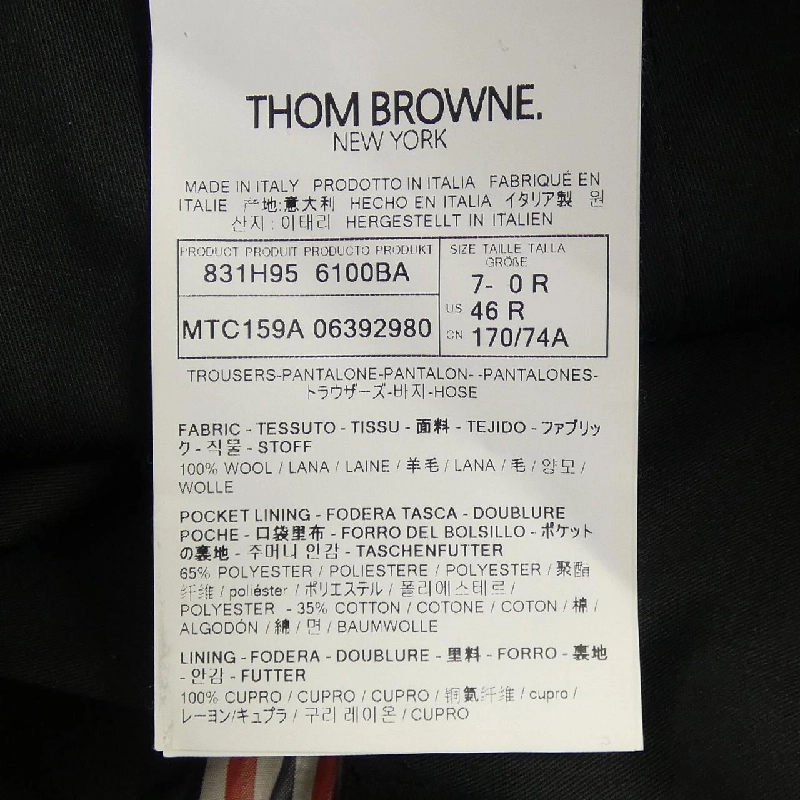 THOM BROWNE.
NEW YORK
MADE IN ITALY PRODOTTO IN ITALIA FABRIQUÉ EN
ITALIE 产地:意大利 HECHO EN ITALIA イタリア製 원
산지 : 이태리 HERGESTELLT IN ITALIEN
PRODUCT PRODUIT PRODUCTO PRODUKT
831H95 6100BA
MTC159A 06392980
SIZE TAILLE TALLA
GRÖßE
7- 0 R
US 46 R
CN 170/74A
TROUSERS-PANTALONE-PANTALON- -PANTALONES-
トラウザーズ-바지-HOSE
FABRIC - TESSUTO - TISSU - 面料 - TEJIDO - ファブリッ
ク - 직물 - STOFF
100% WOOL / LANA / LAINE / 羊毛 / LANA / 毛 / 양모 /
WOLLE
POCKET LINING - FODERA TASCA - DOUBLURE
POCHE - 口袋里布 - FORRO DEL BOLSILLO - ポケット
の裏地 - 주머니 안감 - TASCHENFUTTER
65% POLYESTER / POLIESTERE / POLYESTER / 聚酯
纤维 / poliéster / ポリエステル / 폴리에스테르 /
POLYESTER - 35% COTTON / COTONE / COTON / 棉 /
ALGODÓN / 綿 / 면 / BAUMWOLLE
LINING - FODERA - DOUBLURE - 里料 - FORRO - 裏地
- 안감 - FUTTER
100% CUPRO / CUPRO / CUPRO / 铜氨纤维 / cupro /
レーヨン/キュプラ / 구리 레이온 / CUPRO